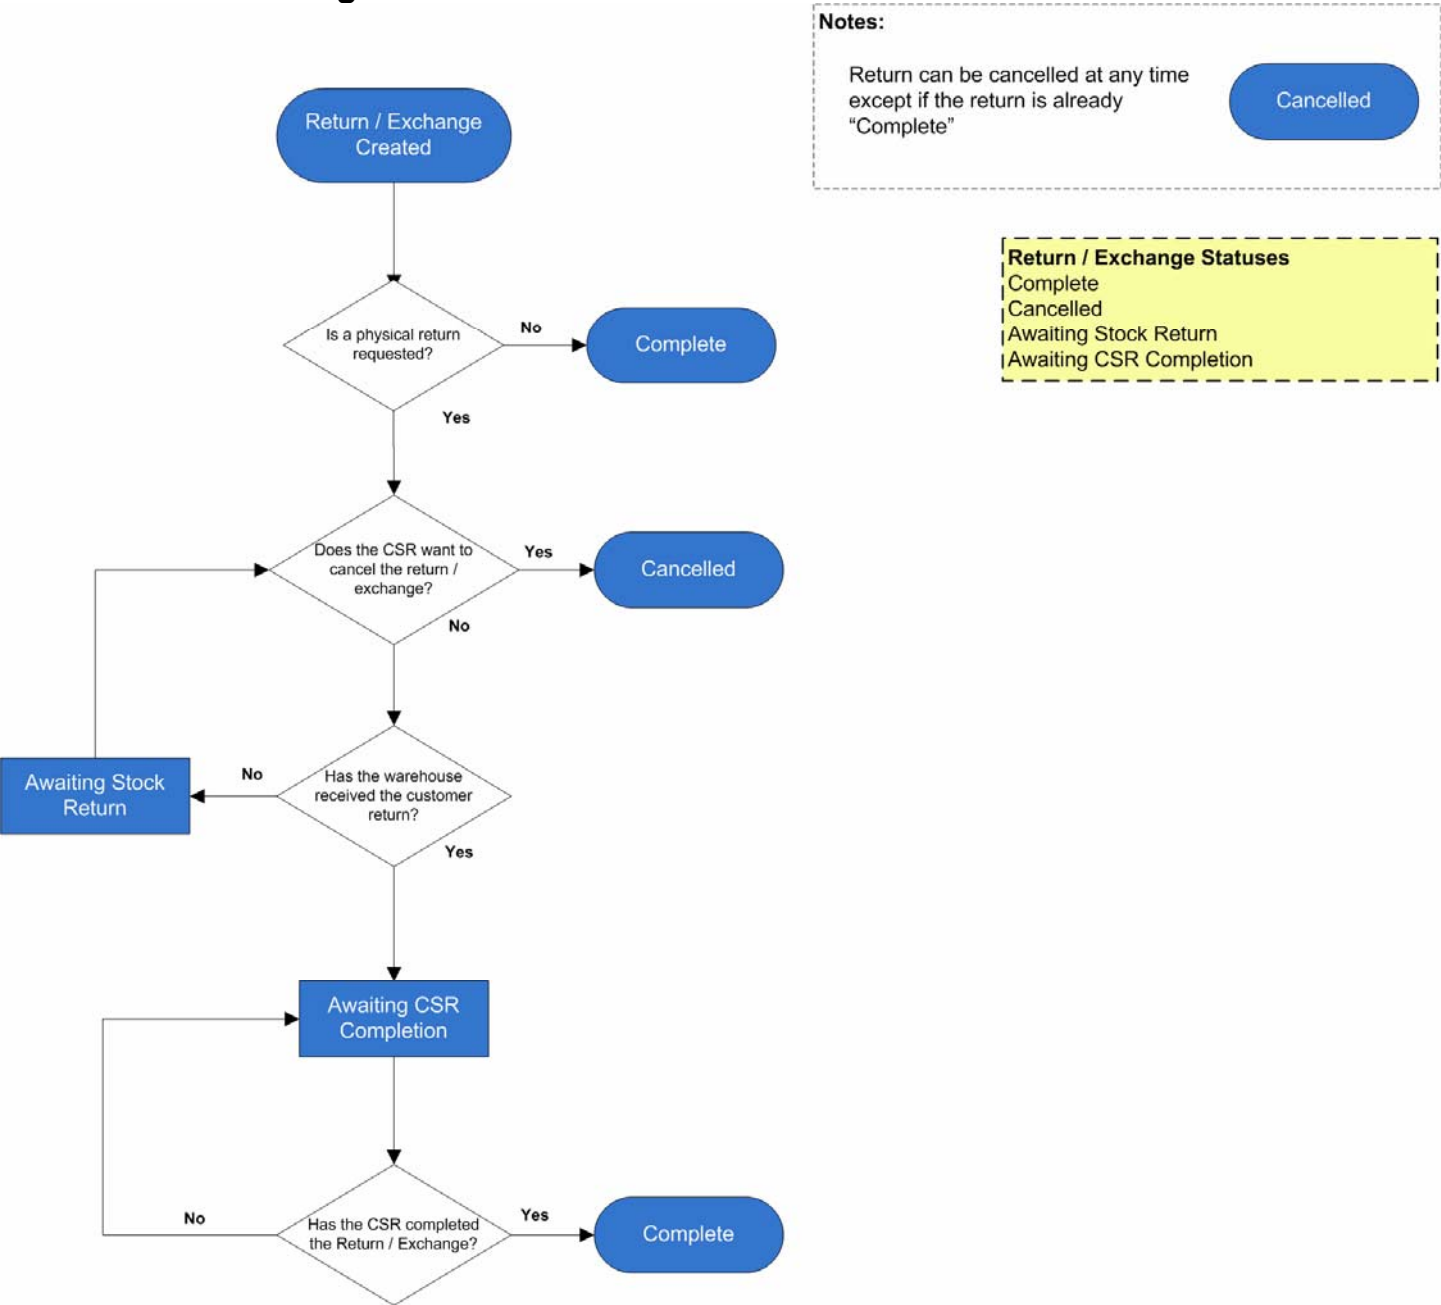 Notes:
Return can be cancelled at any time
except if the return is already
“Complete”
Cancelled
Return / Exchange
Created
Return / Exchange Statuses
Complete
Cancelled
Awaiting Stock Return
Awaiting CSR Completion
Is a physical return
requested?
No
Complete
Yes
Does the CSR want to
cancel the return /
exchange?
Yes
Cancelled
No
Has the warehouse
received the customer
return?
No
Awaiting Stock
Return
Yes
Awaiting CSR
Completion
Has the CSR completed
the Return / Exchange?
No
Yes
Complete